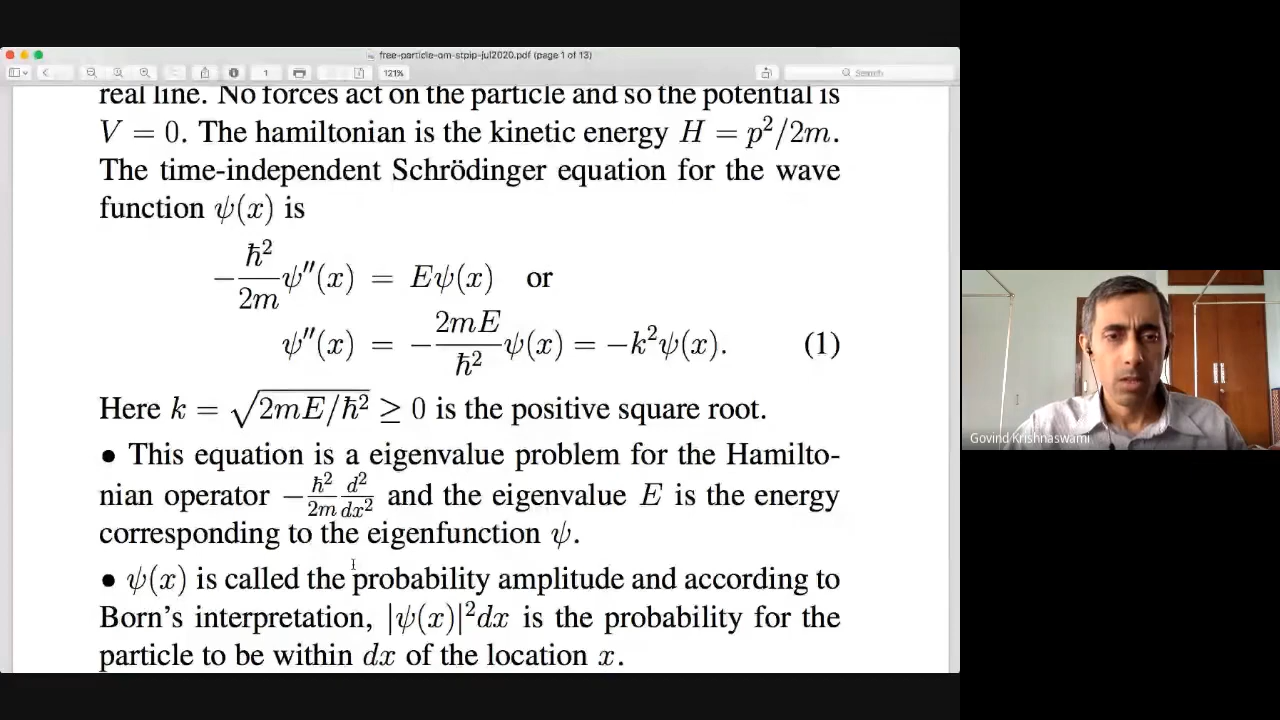 free-particle-qm-stpip-jul2020.pdf (page 1 of 13)
1
121%
Search
real line. No forces act on the particle and so the potential is
V = 0. The hamiltonian is the kinetic energy H = p²/2m.
The time-independent Schrödinger equation for the wave
function ψ(x) is
−ħ²/2m ψ″(x) = Eψ(x) or
ψ″(x) = −2mE/ħ² ψ(x) = −k²ψ(x). (1)
Here k = √2mE/ħ² ≥ 0 is the positive square root.
• This equation is a eigenvalue problem for the Hamilto-
nian operator −ħ²/2m d²/dx² and the eigenvalue E is the energy
corresponding to the eigenfunction ψ.
• ψ(x) is called the probability amplitude and according to
Born's interpretation, |ψ(x)|²dx is the probability for the
particle to be within dx of the location x.
Govind Krishnaswami